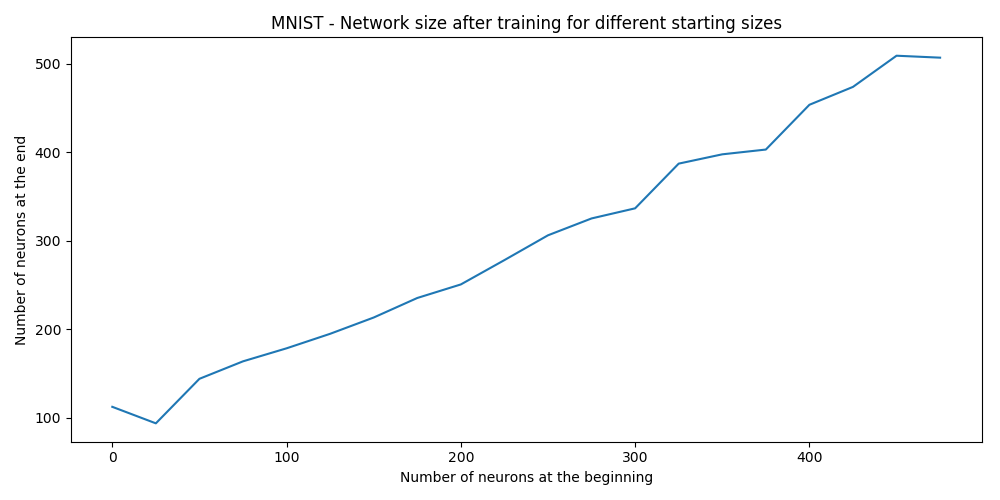 MNIST - Network size after training for different starting sizes
Number of neurons at the end
500
400
300
200
100
0 100 200 300 400
Number of neurons at the beginning